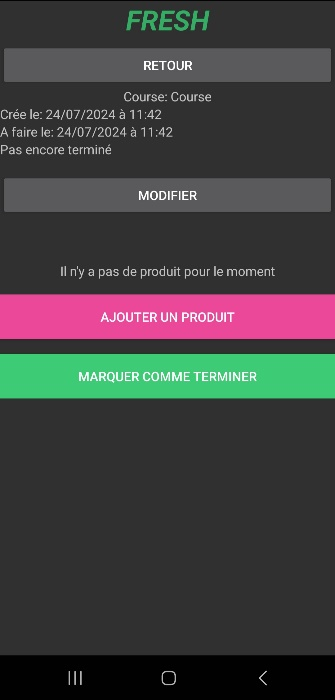 FRESH
RETOUR
Course: Course
Crée le: 24/07/2024 à 11:42
A faire le: 24/07/2024 à 11:42
Pas encore terminé
MODIFIER
Il n'y a pas de produit pour le moment
AJOUTER UN PRODUIT
MARQUER COMME TERMINER